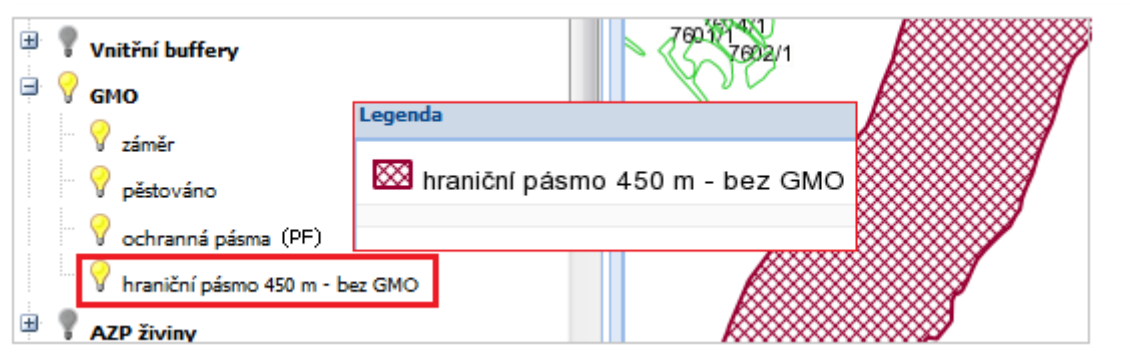 Vnitřní buffery
GMO
záměr
pěstováno
ochranná pásma (PF)
hraniční pásmo 450 m - bez GMO
AZP živiny
Legenda
hraniční pásmo 450 m - bez GMO
7601/1
7602/1